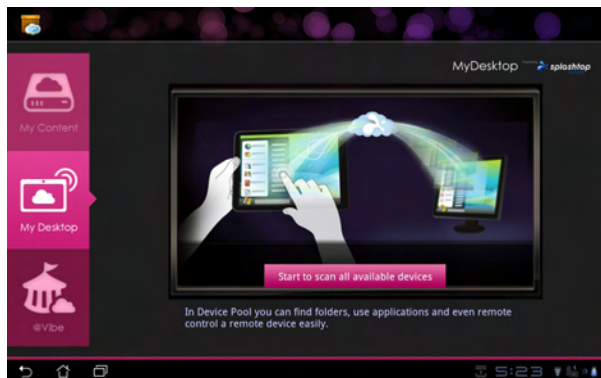 MyDesktop splashtop
My Content
My Desktop
@Vibe
Start to scan all available devices
In Device Pool you can find folders, use applications and even remote
control a remote device easily.
5:23